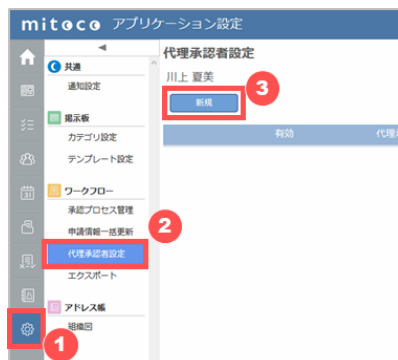 mitoco アプリケーション設定
共通
通知設定
掲示板
カテゴリ設定
テンプレート設定
ワークフロー
承認プロセス管理
申請情報一括更新
代理承認者設定
エクスポート
アドレス帳
組織図
代理承認者設定
川上 夏美
新規
有効
代理
1
2
3